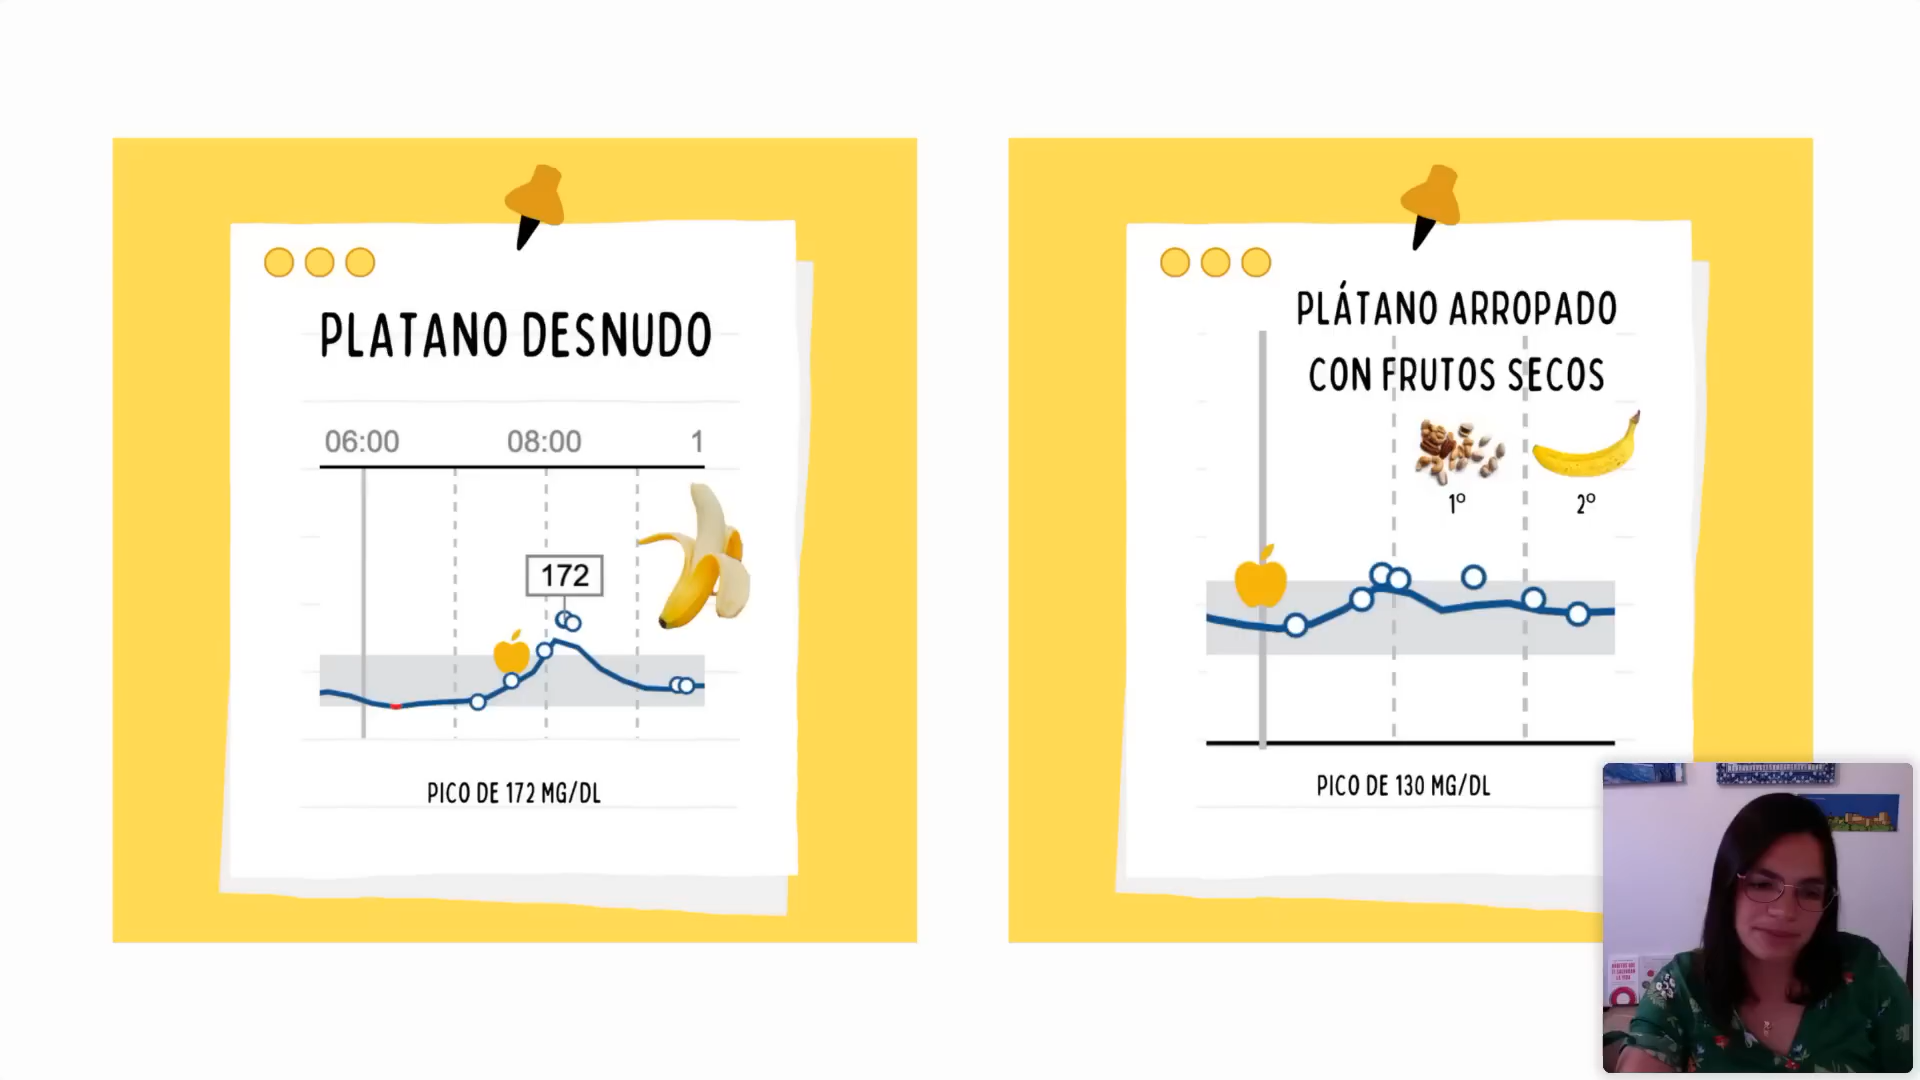 PLATANO DESNUDO
06:00 08:00 1
172
PICO DE 172 MG/DL
PLÁTANO ARROPADO
CON FRUTOS SECOS
1º 2º
PICO DE 130 MG/DL